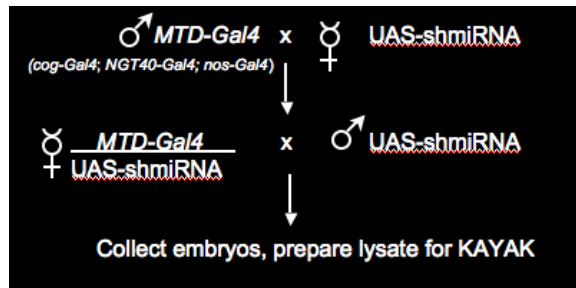 ♂ MTD-Gal4 x ☿ UAS-shmiRNA
(cog-Gal4; NGT40-Gal4; nos-Gal4)
☿ MTD-Gal4 x ♂ UAS-shmiRNA
UAS-shmiRNA
Collect embryos, prepare lysate for KAYAK